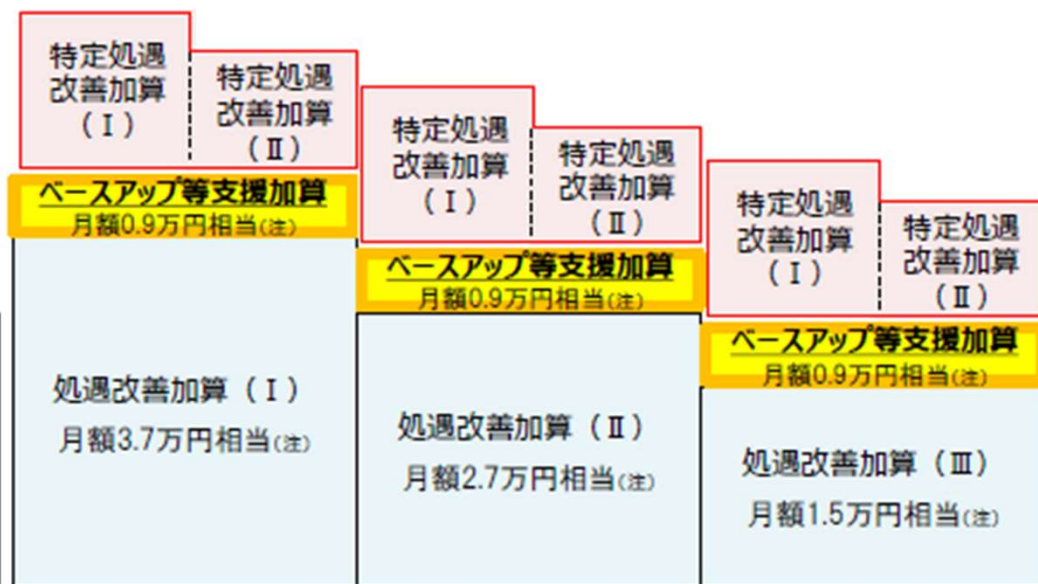 特定処遇
改善加算
（Ⅰ）
特定処遇
改善加算
（Ⅱ）
ベースアップ等支援加算
月額0.9万円相当(注)
処遇改善加算（Ⅰ）
月額3.7万円相当(注)
特定処遇
改善加算
（Ⅰ）
特定処遇
改善加算
（Ⅱ）
ベースアップ等支援加算
月額0.9万円相当(注)
処遇改善加算（Ⅱ）
月額2.7万円相当(注)
特定処遇
改善加算
（Ⅰ）
特定処遇
改善加算
（Ⅱ）
ベースアップ等支援加算
月額0.9万円相当(注)
処遇改善加算（Ⅲ）
月額1.5万円相当(注)